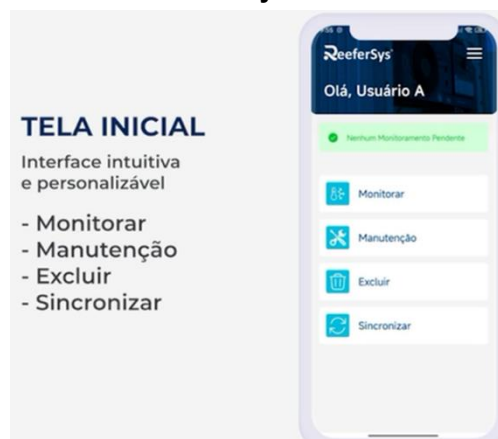 TELA INICIAL
Interface intuitiva
e personalizável
- Monitorar
- Manutenção
- Excluir
- Sincronizar
ReeferSys
Olá, Usuário A
Nenhum Monitoramento Pendente
Monitorar
Manutenção
Excluir
Sincronizar